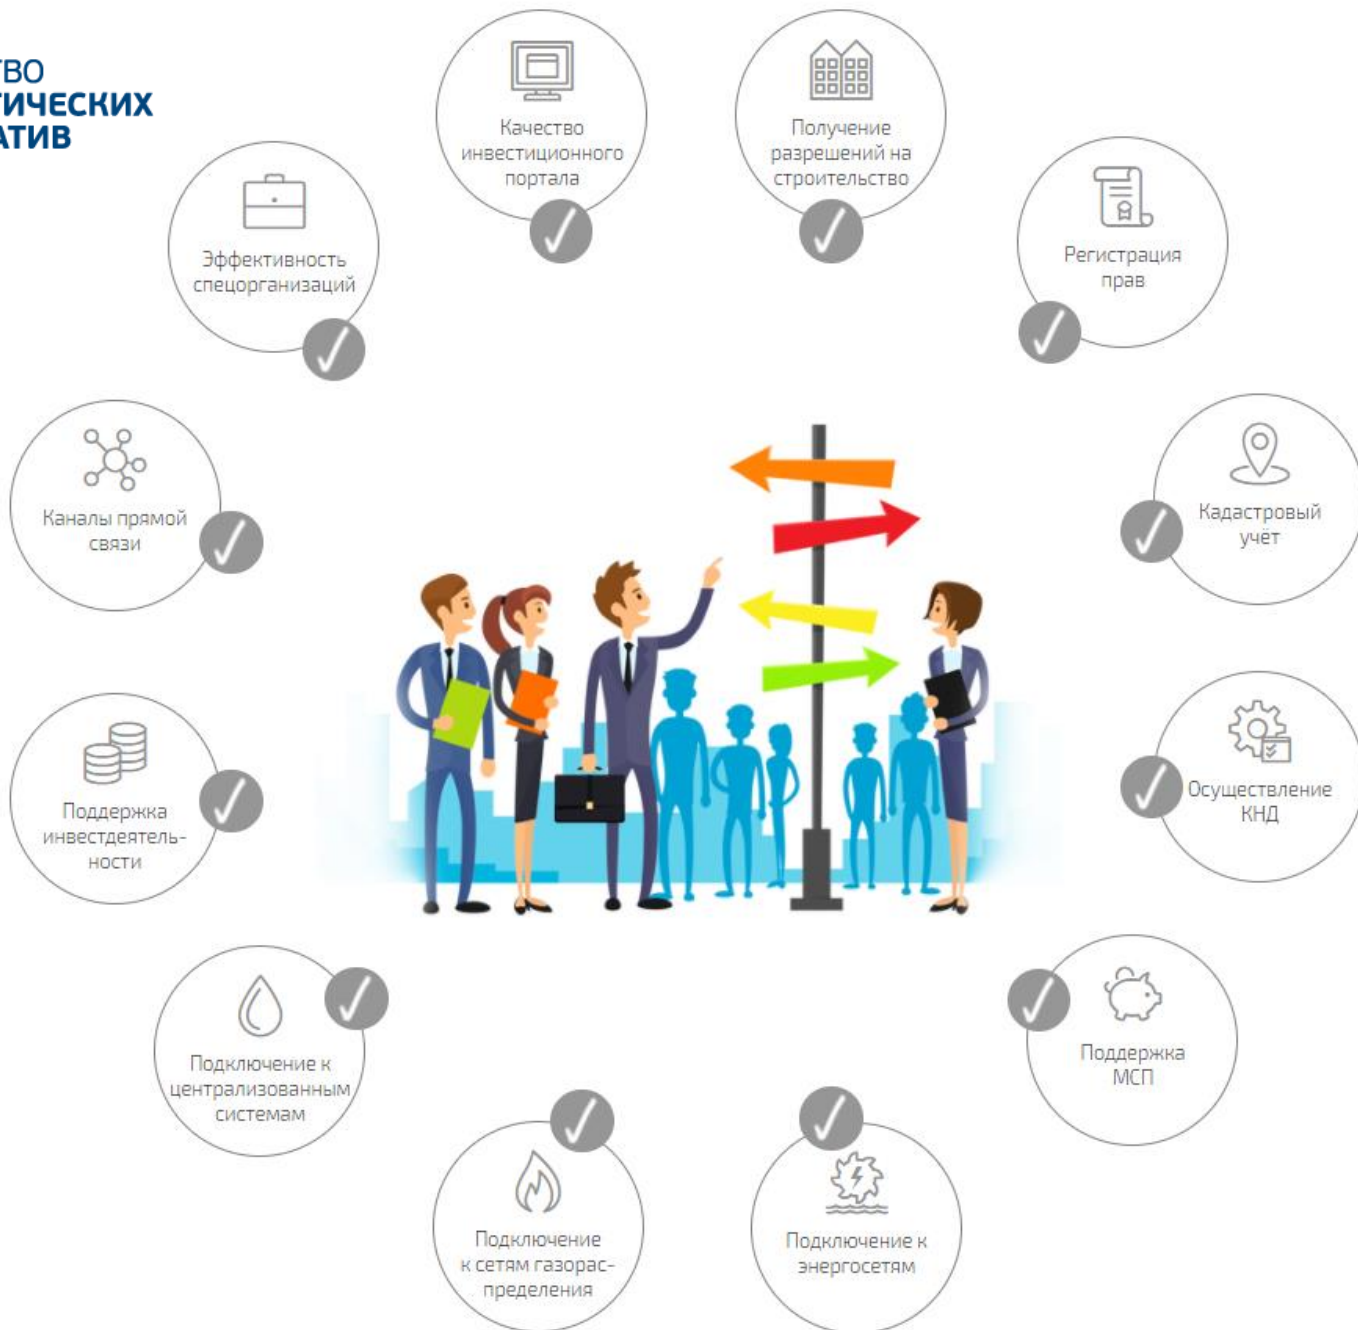 ТВО
ТИЧЕСКИХ
АТИВ
Качество
инвестиционного
портала
Получение
разрешений на
строительство
Эффективность
спецорганизаций
Регистрация
прав
Каналы прямой
связи
Кадастровый
учёт
Поддержка
инвестдеятель-
ности
Осуществление
КНД
Подключение к
централизованным
системам
Поддержка
МСП
Подключение
к сетям газорас-
пределения
Подключение к
энергосетям